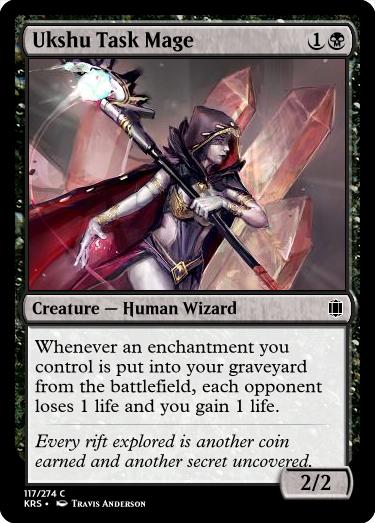 Ukshu Task Mage 1
Creature — Human Wizard
Whenever an enchantment you
control is put into your graveyard
from the battlefield, each opponent
loses 1 life and you gain 1 life.
Every rift explored is another coin
earned and another secret uncovered.
2/2
117/274 C
KRS • Travis Anderson